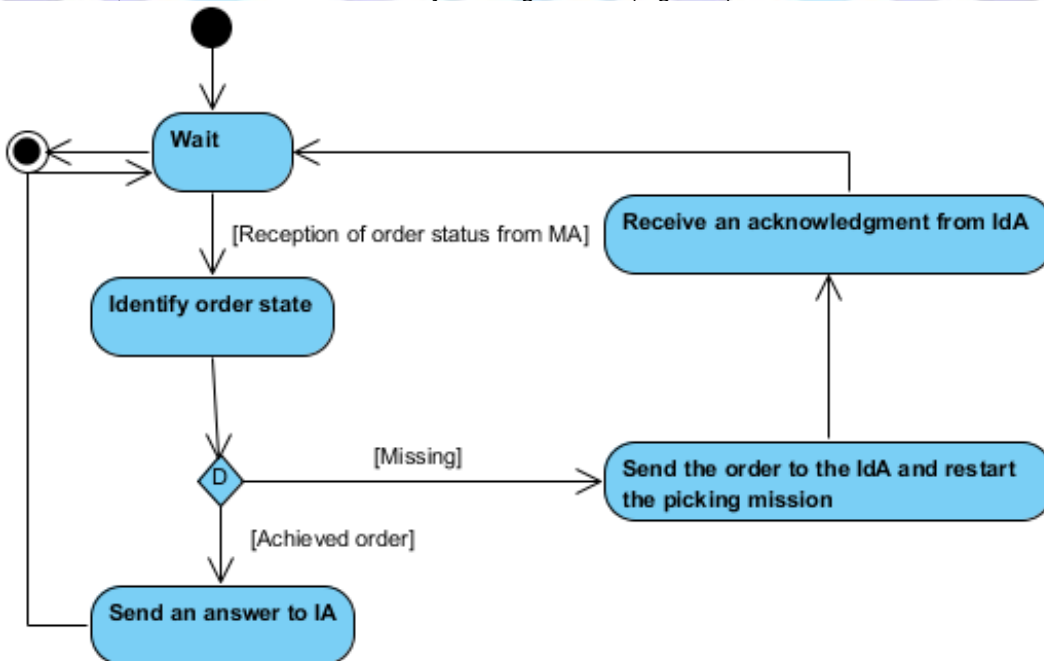 Wait
[Reception of order status from MA]
Receive an acknowledgment from IdA
Identify order state
D
[Missing]
Send the order to the IdA and restart
the picking mission
[Achieved order]
Send an answer to IA